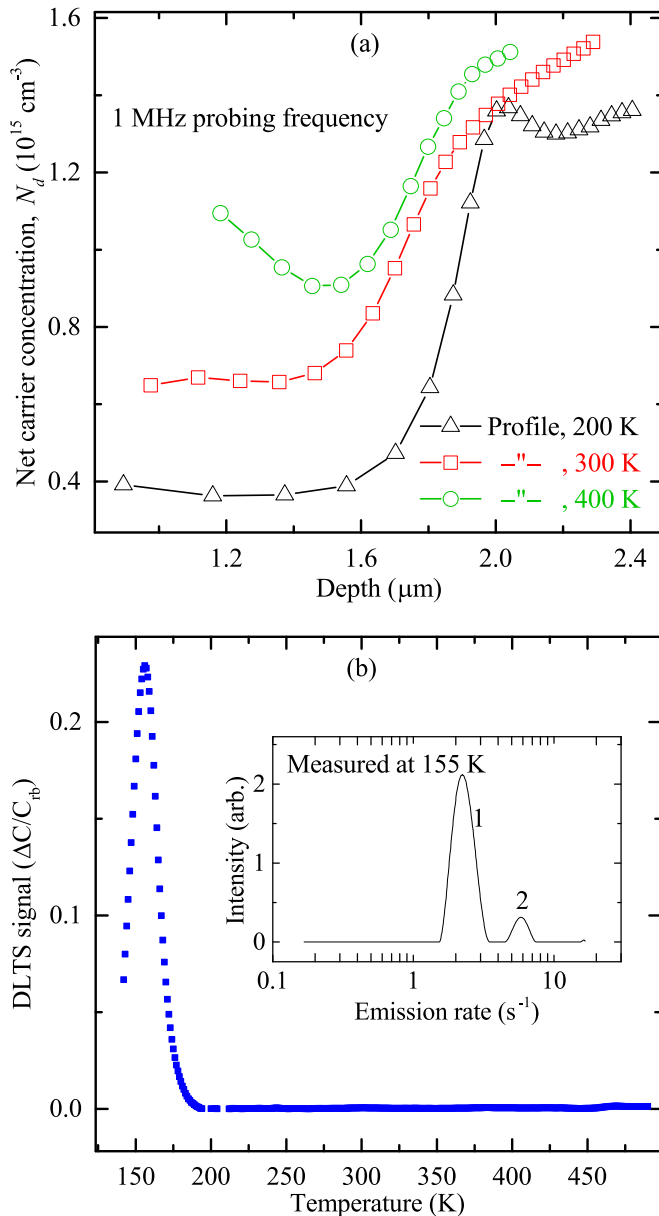 (a)
1.6
1.2
0.8
0.4
Net carrier concentration, N_d (10^15 cm^-3)
1 MHz probing frequency
Profile, 200 K
–"– , 300 K
–"– , 400 K
1.2 1.6 2.0 2.4
Depth (μm)
(b)
0.2
0.1
0.0
DLTS signal (ΔC/C_rb)
Measured at 155 K
2
1
0
Intensity (arb.)
1
2
0.1 1 10
Emission rate (s^-1)
150 200 250 300 350 400 450
Temperature (K)